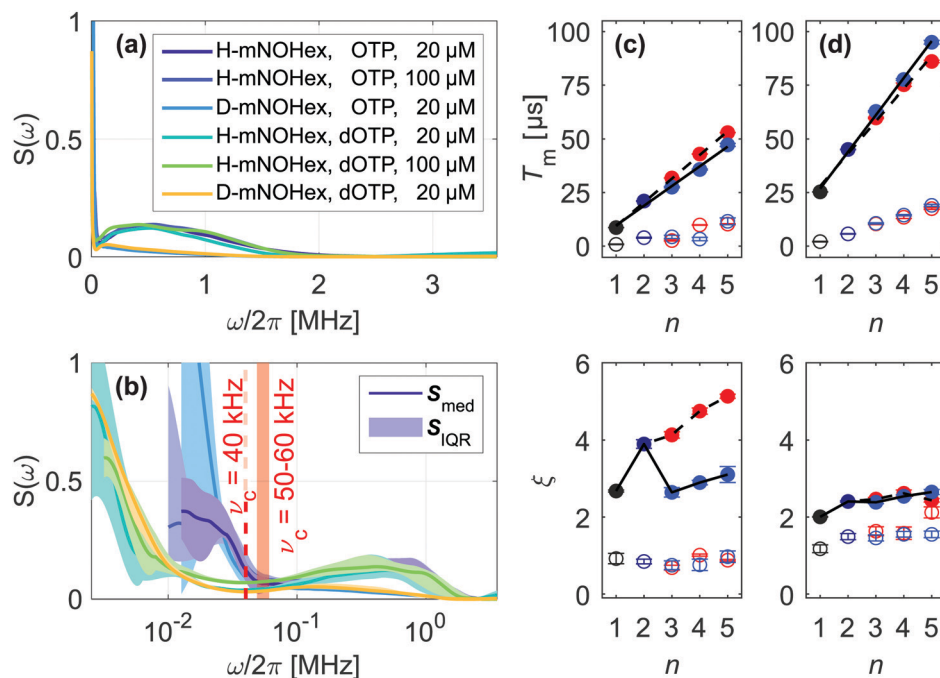 (a)
S(ω)
1
0.5
0
H-mNOHex, OTP, 20 μM
H-mNOHex, OTP, 100 μM
D-mNOHex, OTP, 20 μM
H-mNOHex, dOTP, 20 μM
H-mNOHex, dOTP, 100 μM
D-mNOHex, dOTP, 20 μM
0 1 2 3
ω/2π [MHz]
(b)
S(ω)
1
0.5
0
ν_c = 40 kHz
ν_c = 50-60 kHz
S_med
S_IQR
10^-2 10^-1 10^0
ω/2π [MHz]
(c)
T_m [μs]
100
75
50
25
0
1 2 3 4 5
n
(d)
100
75
50
25
0
1 2 3 4 5
n
ξ
6
4
2
0
1 2 3 4 5
n
6
4
2
0
1 2 3 4 5
n